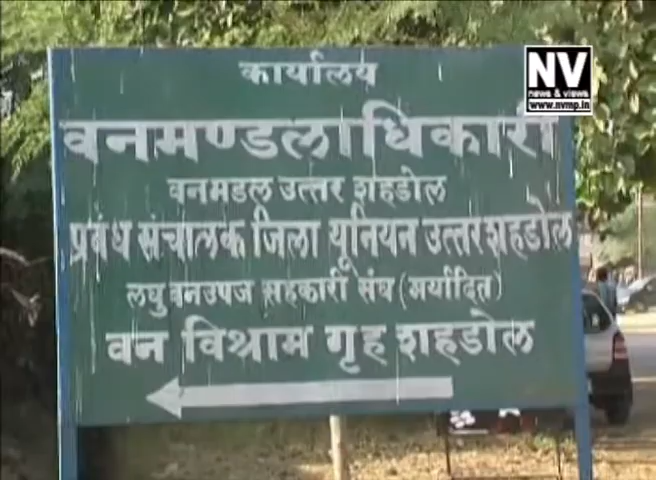 कार्यालय
वनमण्डलाधिकारी
वनमडल उत्तर शहडोल
प्रबंध संचालक जिला यूनियन उत्तर शहडोल
लघु वनउपज सहकारी संघ (मर्यादित)
वन विश्राम गृह शहडोल
NV
news & views
www.nvmp.in